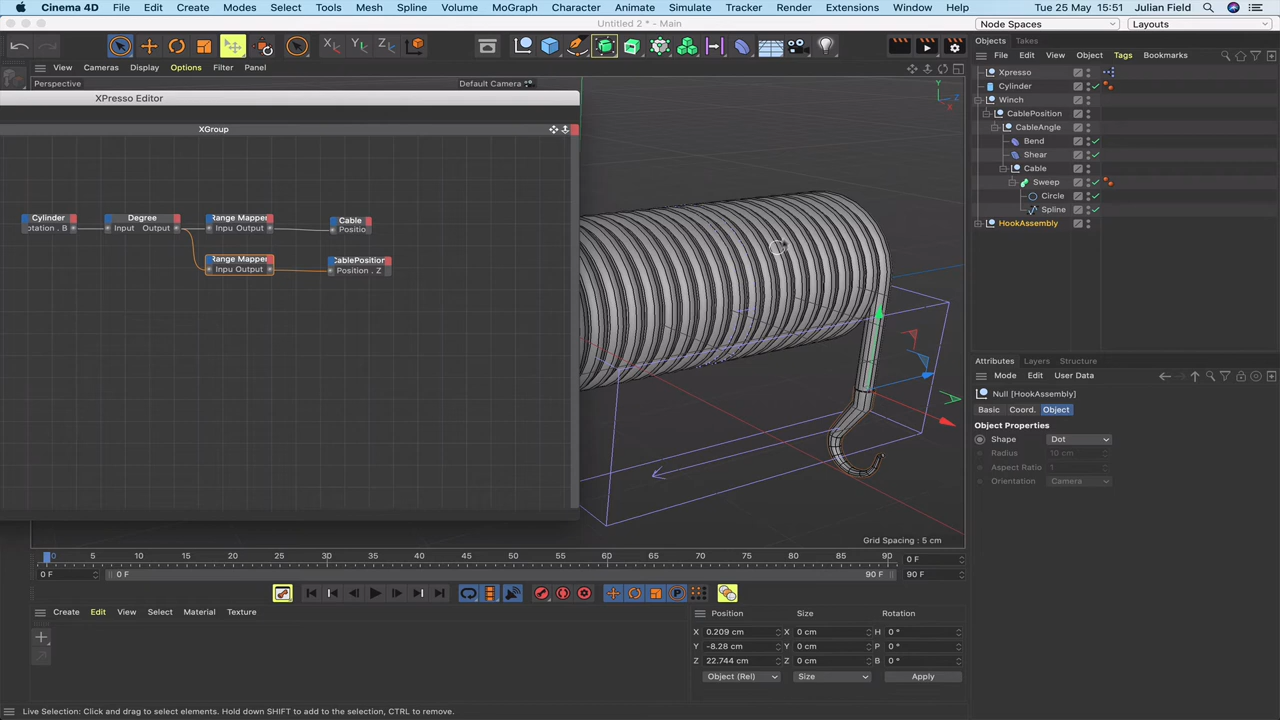 Cinema 4D File Edit Create Modes Select Tools Mesh Spline Volume MoGraph Character Animate Simulate Tracker Render Extensions Window Help Tue 25 May 15:51 Julian Field
Untitled 2 * - Main
Node Spaces Layouts
X Y Z
Objects Takes
File Edit View Object Tags Bookmarks
View Cameras Display Options Filter Panel
Perspective Default Camera
XPresso Editor
XGroup
Xpresso
Cylinder
Winch
CablePosition
CableAngle
Bend
Shear
Cable
Sweep
Circle
Spline
HookAssembly
Cylinder Degree Range Mapper Cable
otation . B Input Output Inpu Output Positio
Range Mapper CablePosition
Inpu Output Position . Z
Y Z
X
Attributes Layers Structure
Mode Edit User Data
Null [HookAssembly]
Basic Coord. Object
Object Properties
Shape Dot
Radius 10 cm
Aspect Ratio 1
Orientation Camera
Grid Spacing : 5 cm
0 5 10 15 20 25 30 35 40 45 50 55 60 65 70 75 80 85 90 0 F
0 F 0 F 90 F 90 F
Create Edit View Select Material Texture
Position Size Rotation
X 0.209 cm X 0 cm H 0 °
Y -8.28 cm Y 0 cm P 0 °
Z 22.744 cm Z 0 cm B 0 °
Object (Rel) Size Apply
Live Selection: Click and drag to select elements. Hold down SHIFT to add to the selection, CTRL to remove.